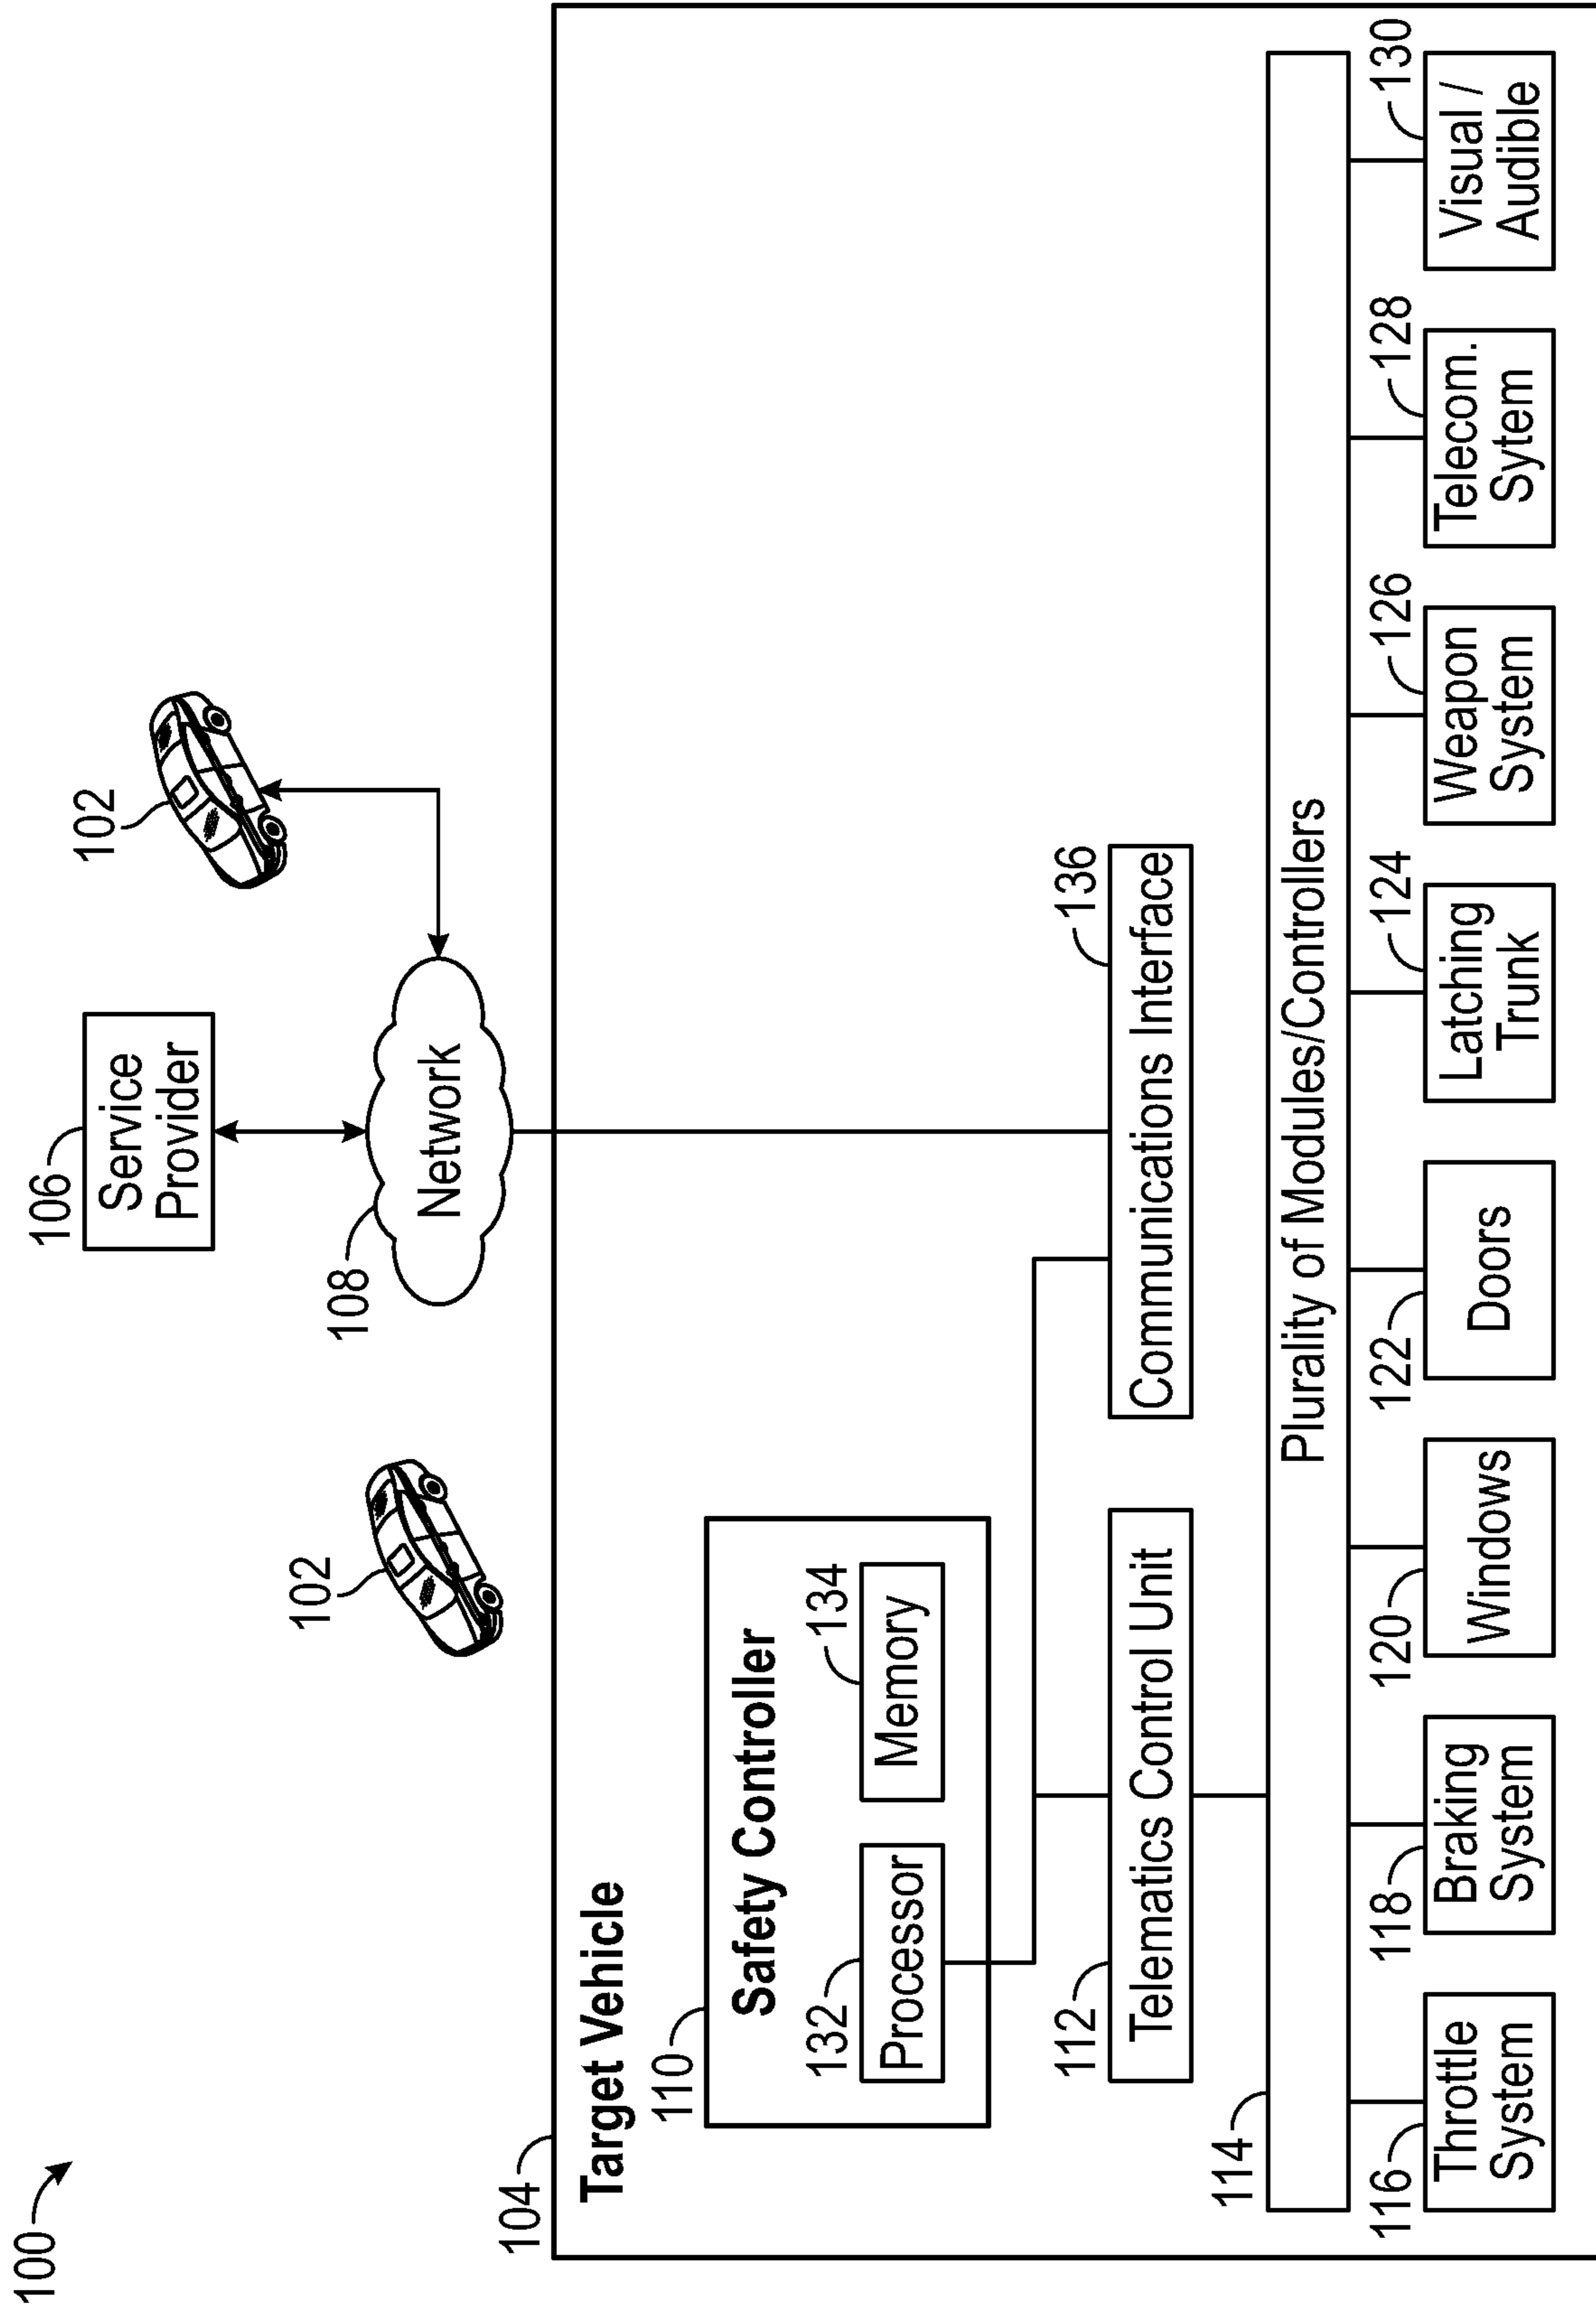 100
106
Service
Provider
102
102
108
Network
104
Target Vehicle
110
Safety Controller
132
Processor
134
Memory
112
Telematics Control Unit
136
Communications Interface
114
Plurality of Modules/Controllers
116
Throttle
System
118
Braking
System
120
Windows
122
Doors
124
Latching
Trunk
126
Weapon
System
128
Telecom.
Sytem
130
Visual /
Audible